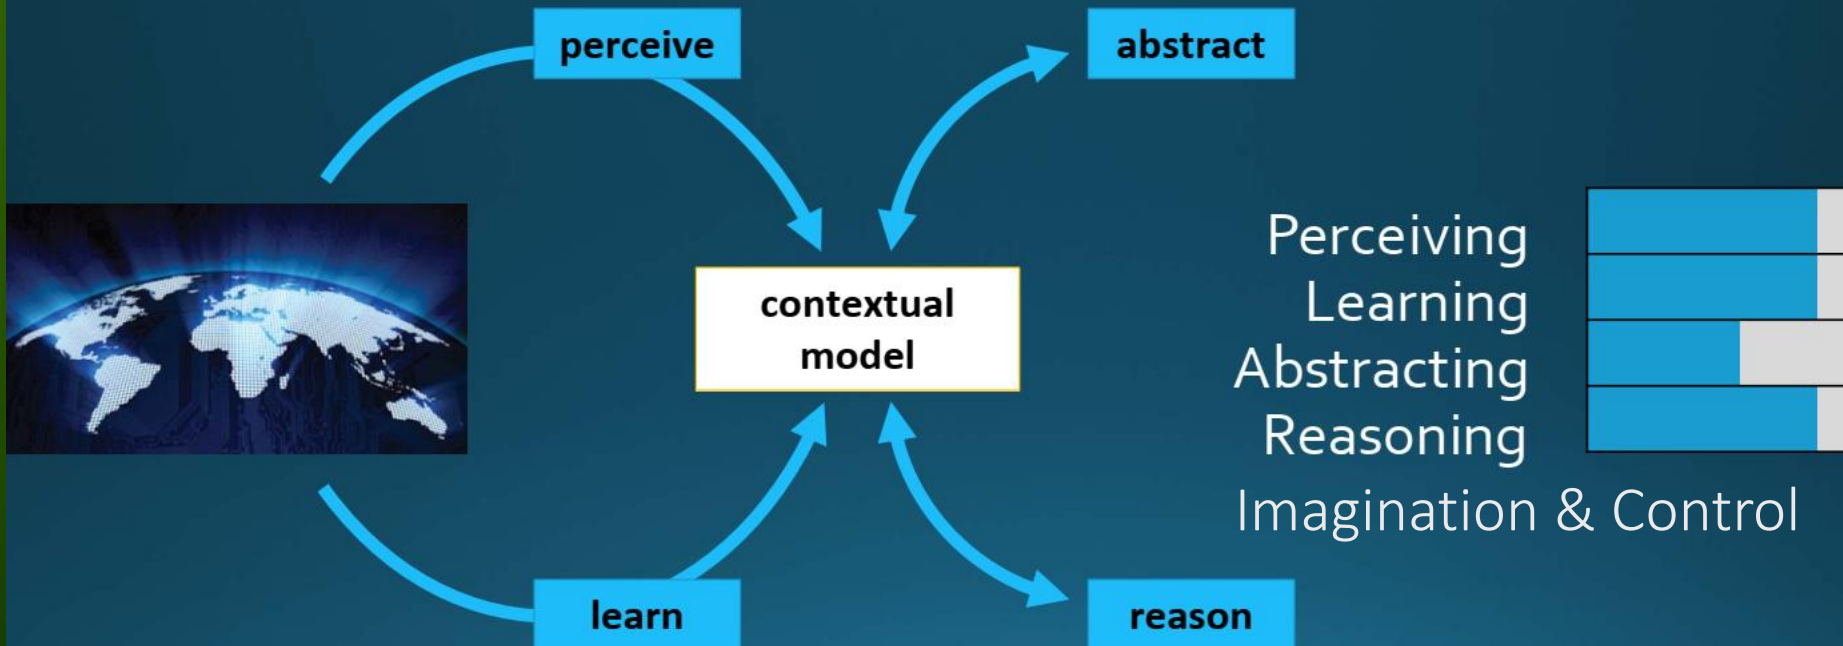 perceive
abstract
contextual
model
learn
reason
Perceiving
Learning
Abstracting
Reasoning
Imagination & Control